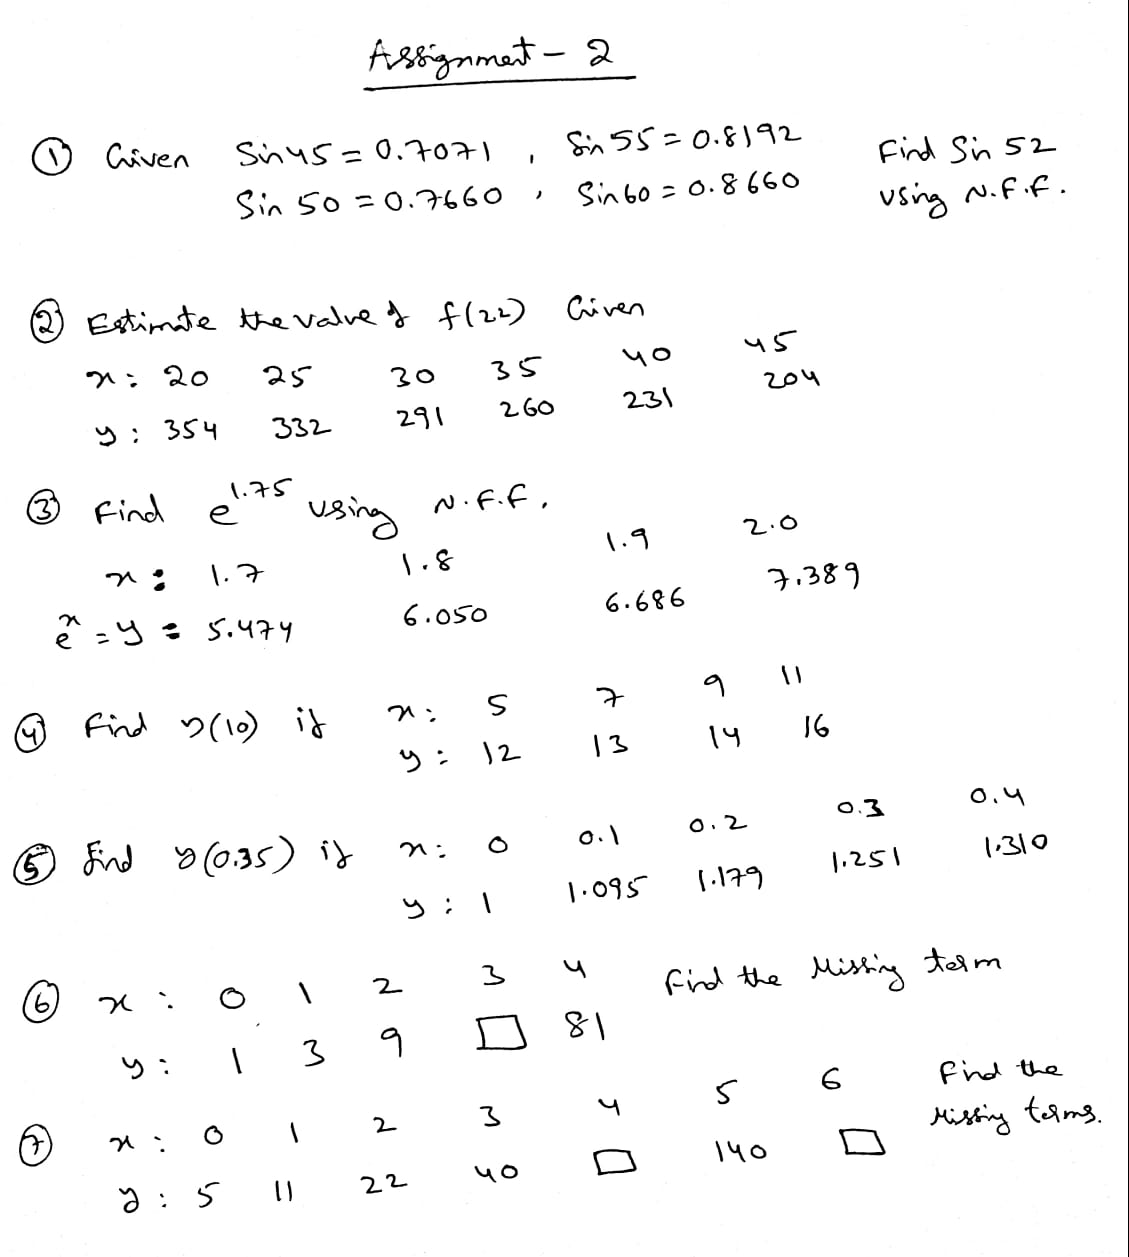 Assignment - 2
① Given Sin45 = 0.7071 , Sin 55 = 0.8192 Find Sin 52
Sin 50 = 0.7660 , Sin 60 = 0.8660 using N.F.F.
② Estimate the value of f(22) Given
x: 20 25 30 35 40 45
y: 354 332 291 260 231 204
③ Find e^1.75 using N.F.F.
x: 1.7 1.8 1.9 2.0
e^x = y = 5.474 6.050 6.686 7.389
④ Find y(10) if x: 5 7 9 11
y: 12 13 14 16
⑤ Find y(0.35) if x: 0 0.1 0.2 0.3 0.4
y: 1 1.095 1.179 1.251 1.310
⑥ x: 0 1 2 3 4 Find the Missing term
y: 1 3 9 □ 81
⑦ x: 0 1 2 3 4 5 6 Find the
y: 5 11 22 40 □ 140 □ Missing terms.